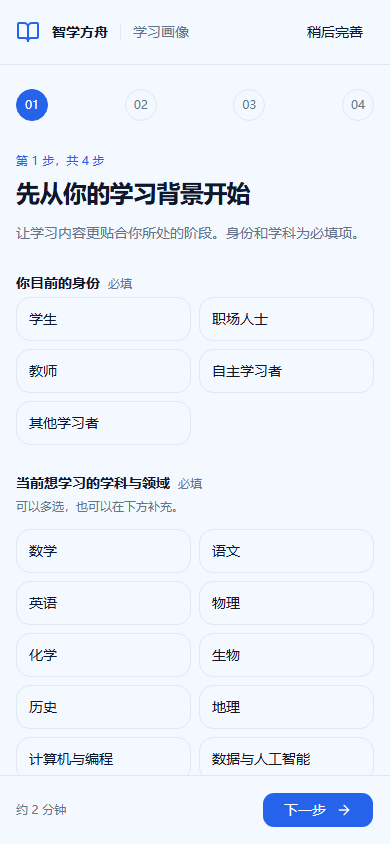 智学方舟 学习画像 稍后完善
01 02 03 04
第 1 步，共 4 步
先从你的学习背景开始
让学习内容更贴合你所处的阶段。身份和学科为必填项。
你目前的身份 必填
学生 职场人士
教师 自主学习者
其他学习者
当前想学习的学科与领域 必填
可以多选，也可以在下方补充。
数学 语文
英语 物理
化学 生物
历史 地理
计算机与编程 数据与人工智能
约 2 分钟 下一步